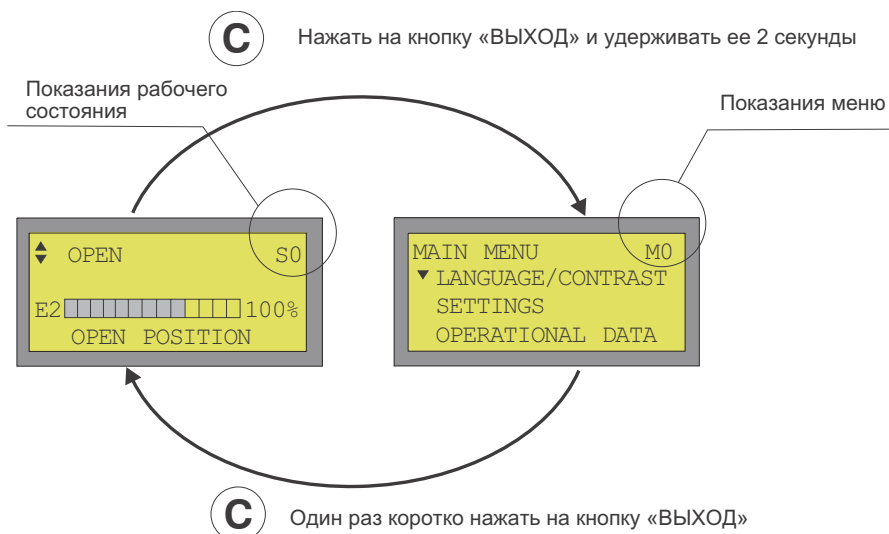 C
Нажать на кнопку «ВЫХОД» и удерживать ее 2 секунды
Показания рабочего
состояния
Показания меню
OPEN S0
E2 100%
OPEN POSITION
MAIN MENU M0
LANGUAGE/CONTRAST
SETTINGS
OPERATIONAL DATA
C
Один раз коротко нажать на кнопку «ВЫХОД»